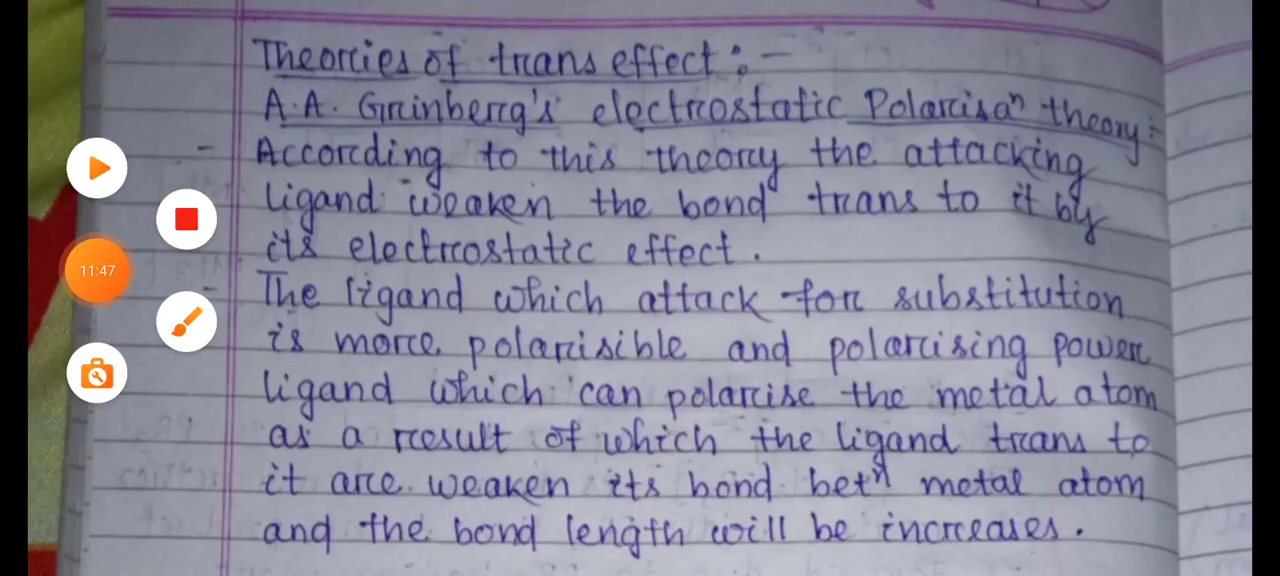 Theories of trans effect :-
A.A. Grinberg's electrostatic Polarisaⁿ theory:-
- According to this theory the attacking
ligand weaken the bond trans to it by
its electrostatic effect.
11:47
- The ligand which attack for substitution
is more polarisible and polarising power
ligand which can polarise the metal atom
as a result of which the ligand trans to
it are weaken its bond betⁿ metal atom
and the bond length will be increases.